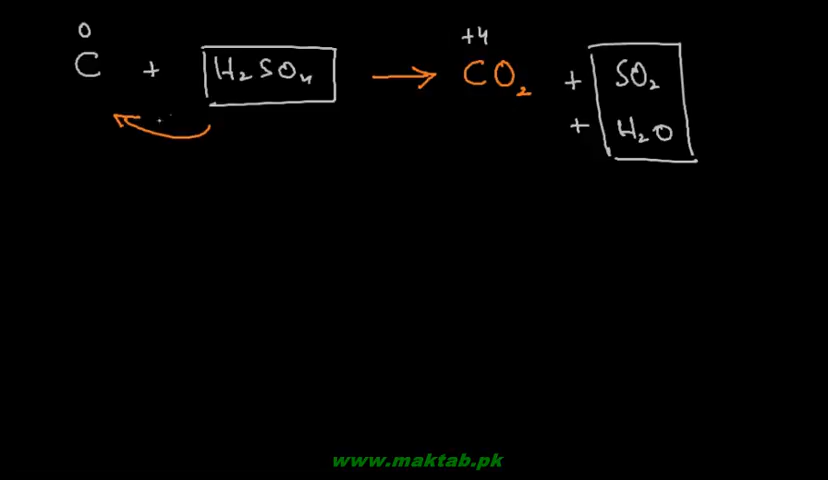 0 +4
C + H₂SO₄ → CO₂ + SO₂
+ H₂O
www.maktab.pk